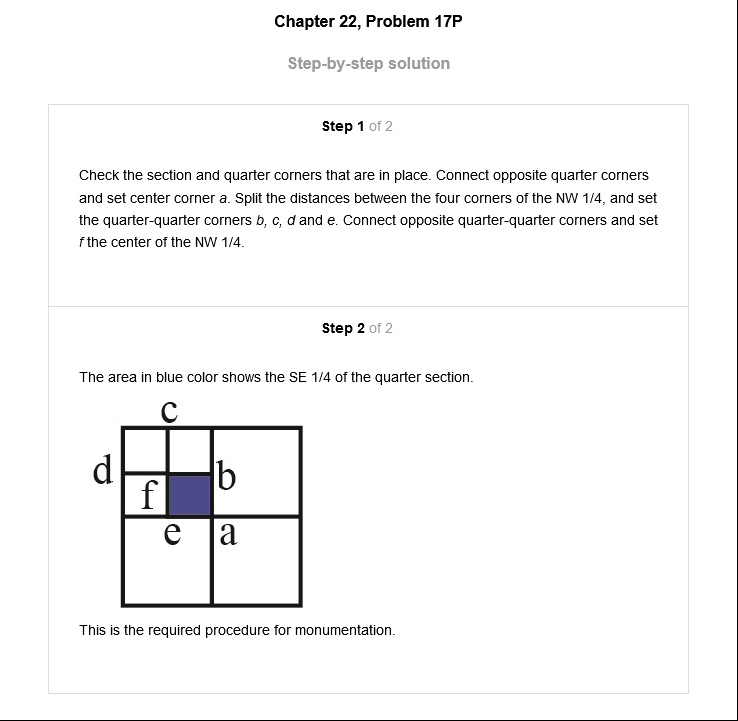 Chapter 22, Problem 17P
Step-by-step solution
Step 1 of 2
Check the section and quarter corners that are in place. Connect opposite quarter corners
and set center corner a. Split the distances between the four corners of the NW 1/4, and set
the quarter-quarter corners b, c, d and e. Connect opposite quarter-quarter corners and set
f the center of the NW 1/4.
Step 2 of 2
The area in blue color shows the SE 1/4 of the quarter section.
c
d
b
f
e
a
This is the required procedure for monumentation.